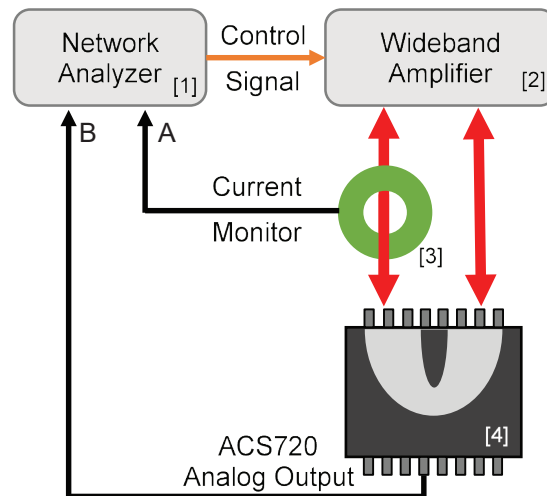 Network
Analyzer
[1]
Control
Signal
Wideband
Amplifier
[2]
B
A
Current
Monitor
[3]
[4]
ACS720
Analog Output